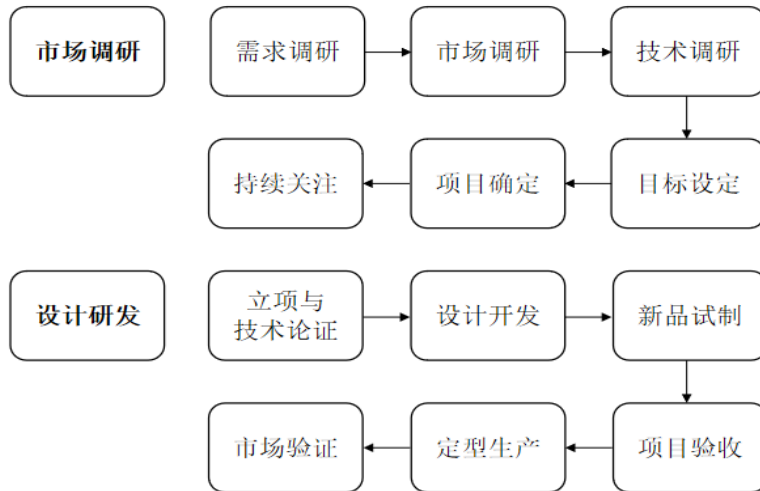 市场调研
需求调研
市场调研
技术调研
持续关注
项目确定
目标设定
设计研发
立项与
技术论证
设计开发
新品试制
市场验证
定型生产
项目验收